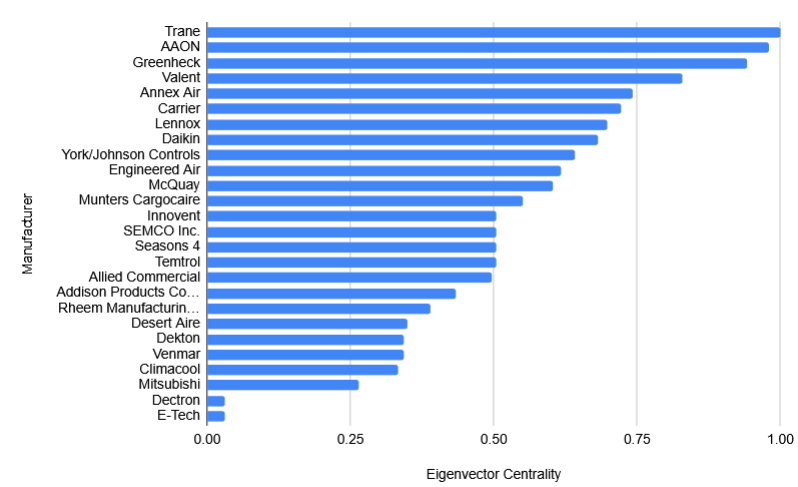 Trane
AAON
Greenheck
Valent
Annex Air
Carrier
Lennox
Daikin
York/Johnson Controls
Engineered Air
McQuay
Munters Cargocaire
Innovent
SEMCO Inc.
Seasons 4
Temtrol
Allied Commercial
Addison Products Co...
Rheem Manufacturin...
Desert Aire
Dekton
Venmar
Climacool
Mitsubishi
Dectron
E-Tech
Manufacturer
0.00 0.25 0.50 0.75 1.00
Eigenvector Centrality